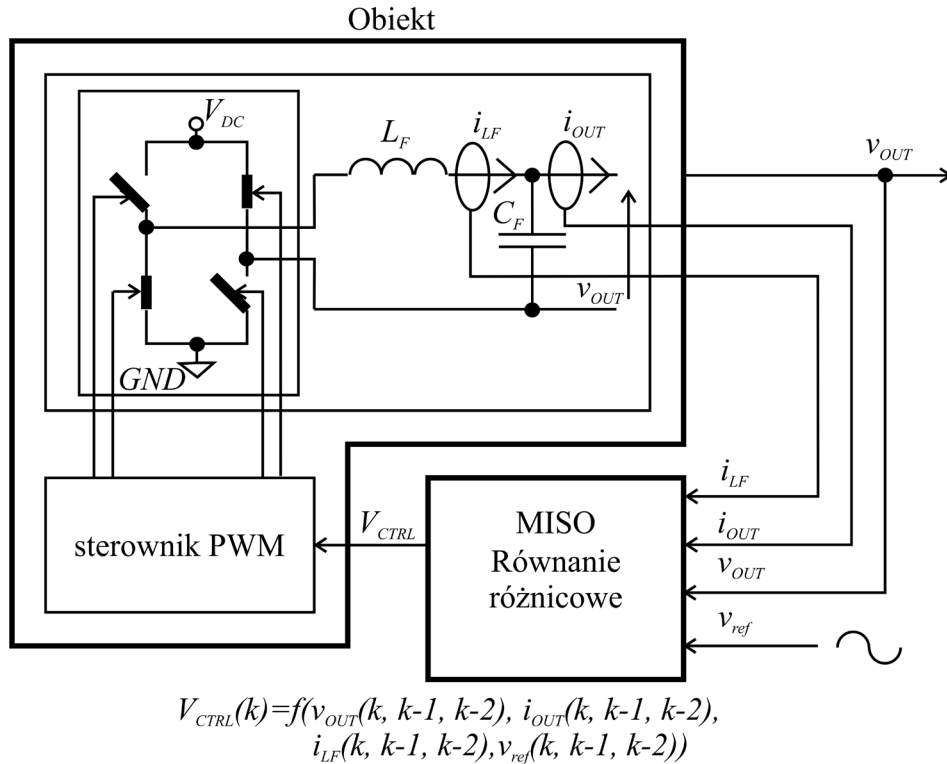 Obiekt
V_DC
L_F
i_LF
i_OUT
v_OUT
C_F
v_OUT
GND
i_LF
V_CTRL
MISO
i_OUT
sterownik PWM
Równanie
v_OUT
różnicowe
v_ref
V_CTRL(k)=f(v_OUT(k, k-1, k-2), i_OUT(k, k-1, k-2),
i_LF(k, k-1, k-2),v_ref(k, k-1, k-2))